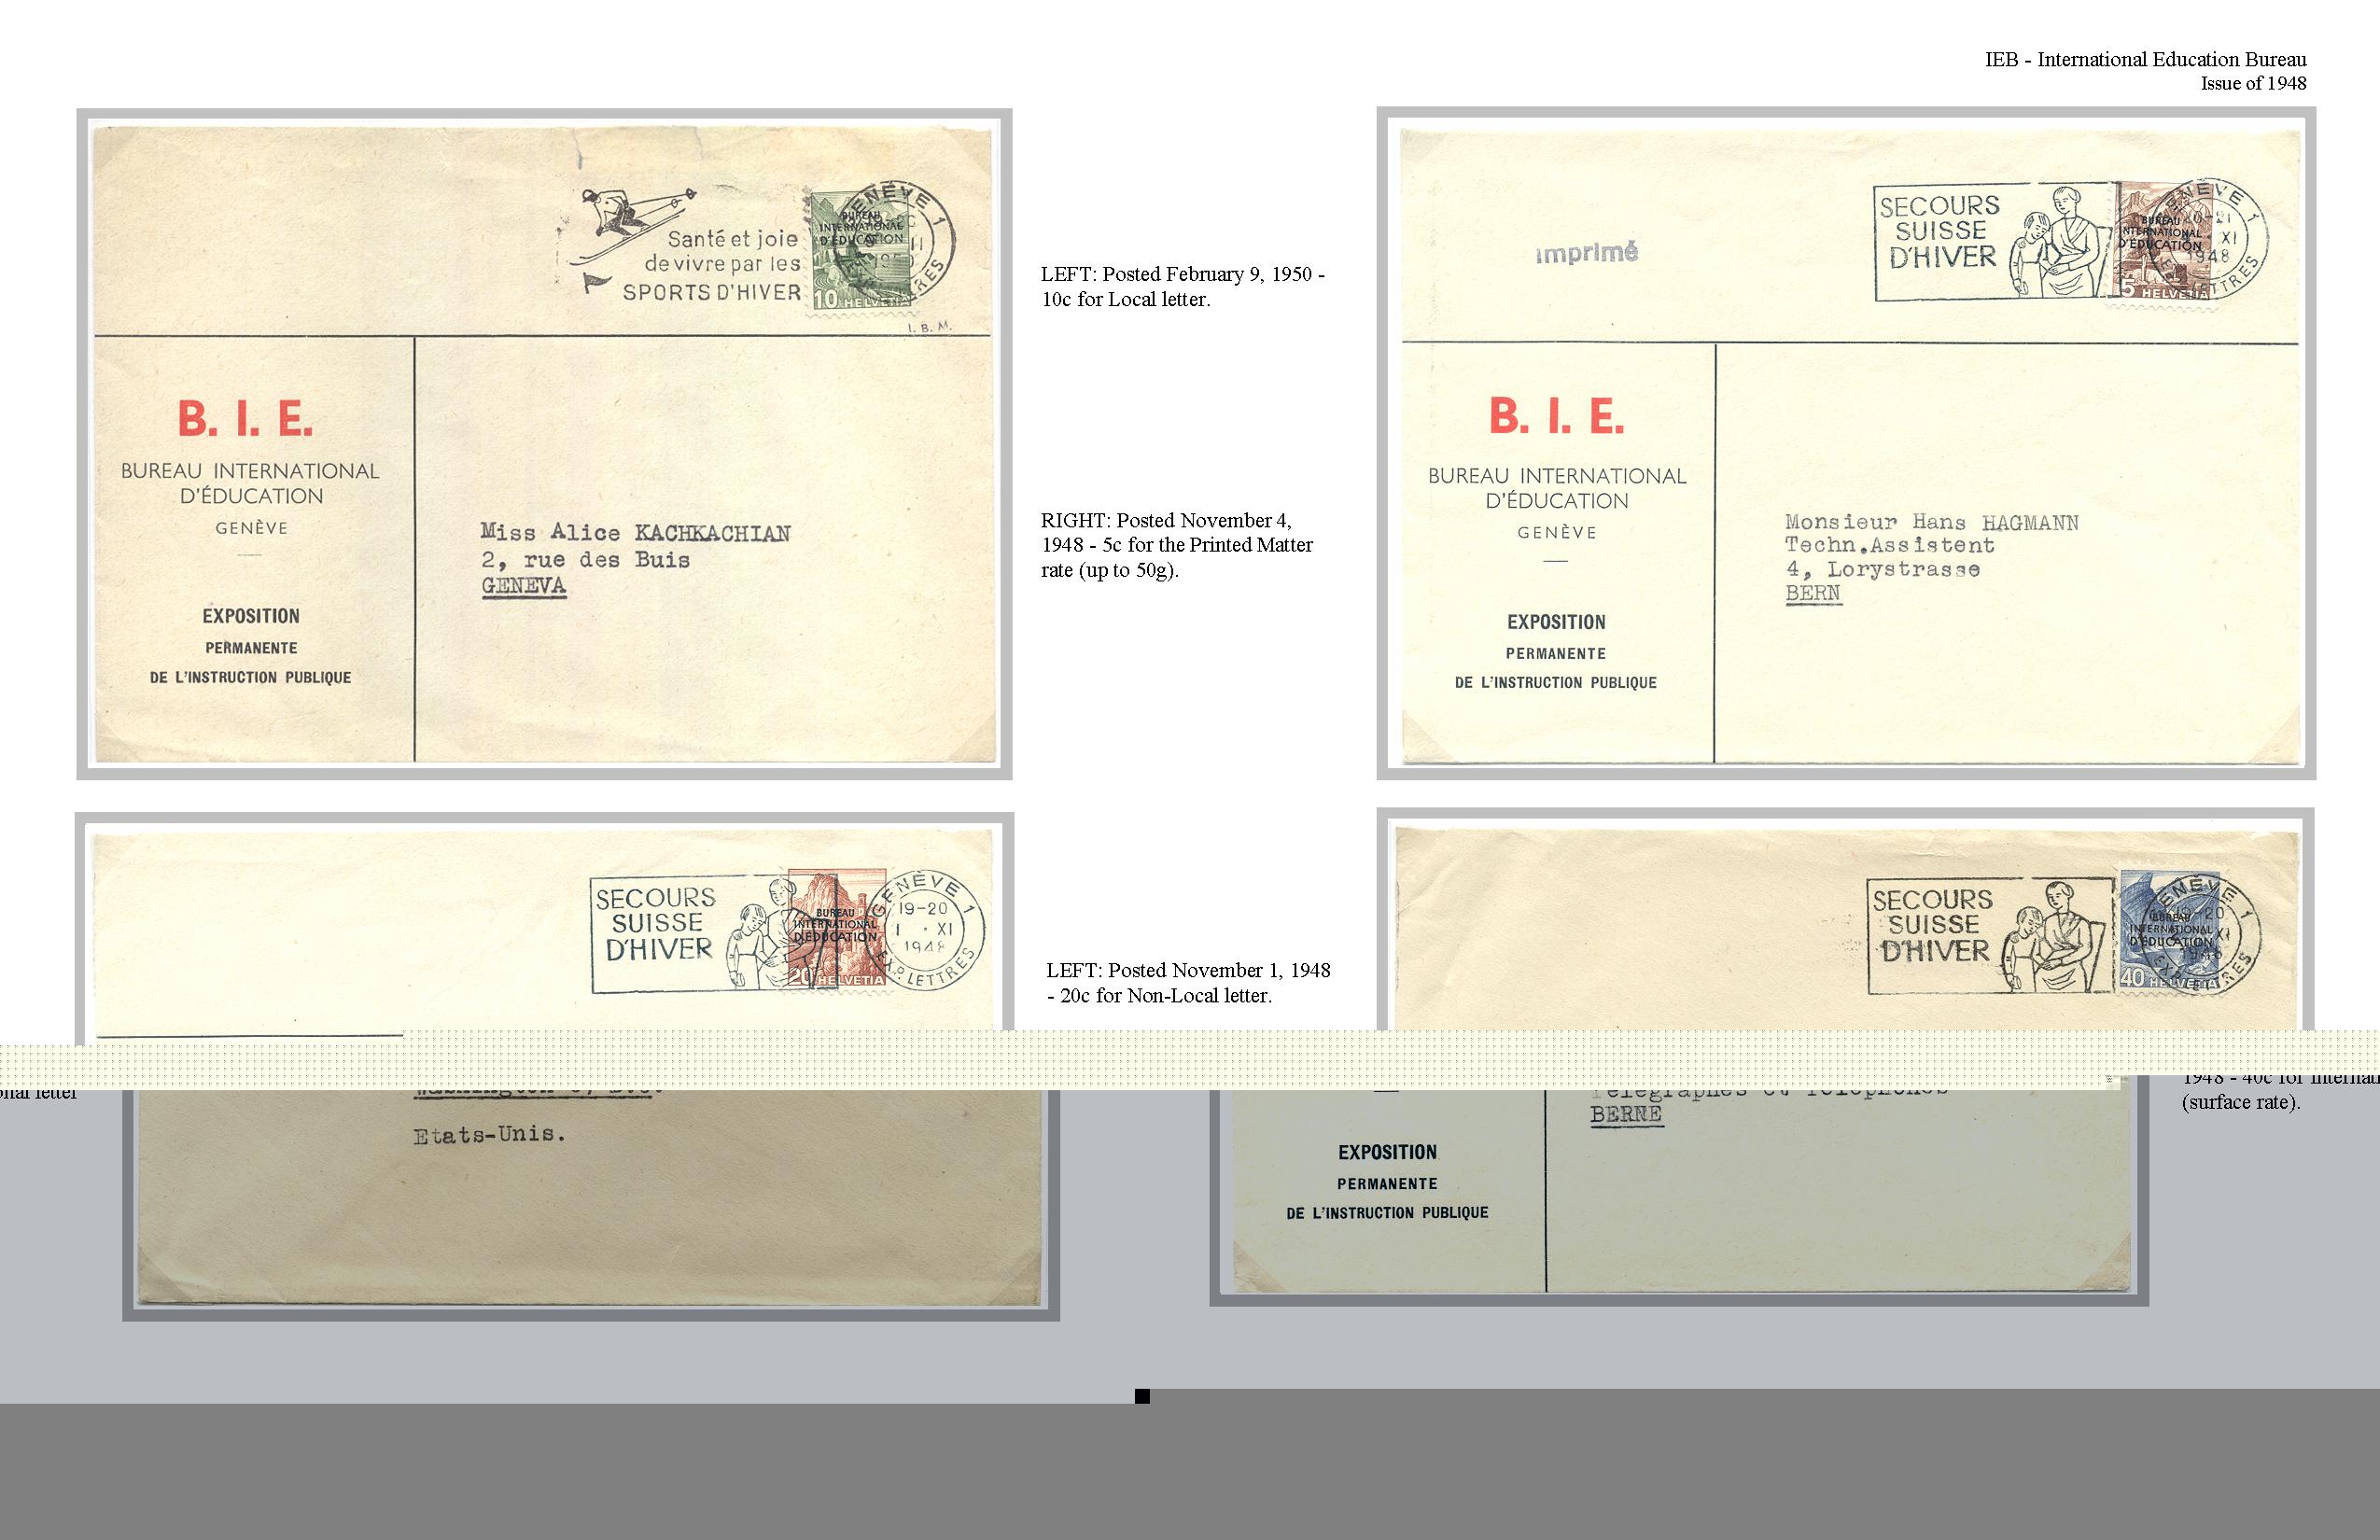 IEB - International Education Bureau
Issue of 1948
Santé et joie
de vivre par les
SPORTS D'HIVER
GENÈVE 1
BUREAU
INTERNATIONAL
D'ÉDUCATION
10 HELVETIA
I. B. M.
B. I. E.
BUREAU INTERNATIONAL
D'ÉDUCATION
GENÈVE
EXPOSITION
PERMANENTE
DE L'INSTRUCTION PUBLIQUE
Miss Alice KACHKACHIAN
2, rue des Buis
GENEVA
LEFT: Posted February 9, 1950 -
10c for Local letter.
RIGHT: Posted November 4,
1948 - 5c for the Printed Matter
rate (up to 50g).
imprimé
SECOURS
SUISSE
D'HIVER
GENÈVE 1
XI
1948
LETTRES
BUREAU
INTERNATIONAL
D'ÉDUCATION
5 HELVETIA
B. I. E.
BUREAU INTERNATIONAL
D'ÉDUCATION
GENÈVE
EXPOSITION
PERMANENTE
DE L'INSTRUCTION PUBLIQUE
Monsieur Hans HAGMANN
Techn.Assistent
4, Lorystrasse
BERN
SECOURS
SUISSE
D'HIVER
BUREAU
INTERNATIONAL
D'ÉDUCATION
20 HELVETIA
GENÈVE 1
19-20
1 · XI
1948
EXP. LETTRES
LEFT: Posted November 1, 1948
- 20c for Non-Local letter.
SECOURS
SUISSE
D'HIVER
GENÈVE 1
19-20
XI
1948
BUREAU
INTERNATIONAL
D'ÉDUCATION
40 HELVETIA
letter
Etats-Unis.
BERNE
EXPOSITION
PERMANENTE
DE L'INSTRUCTION PUBLIQUE
1948 - 40c for
(surface rate).